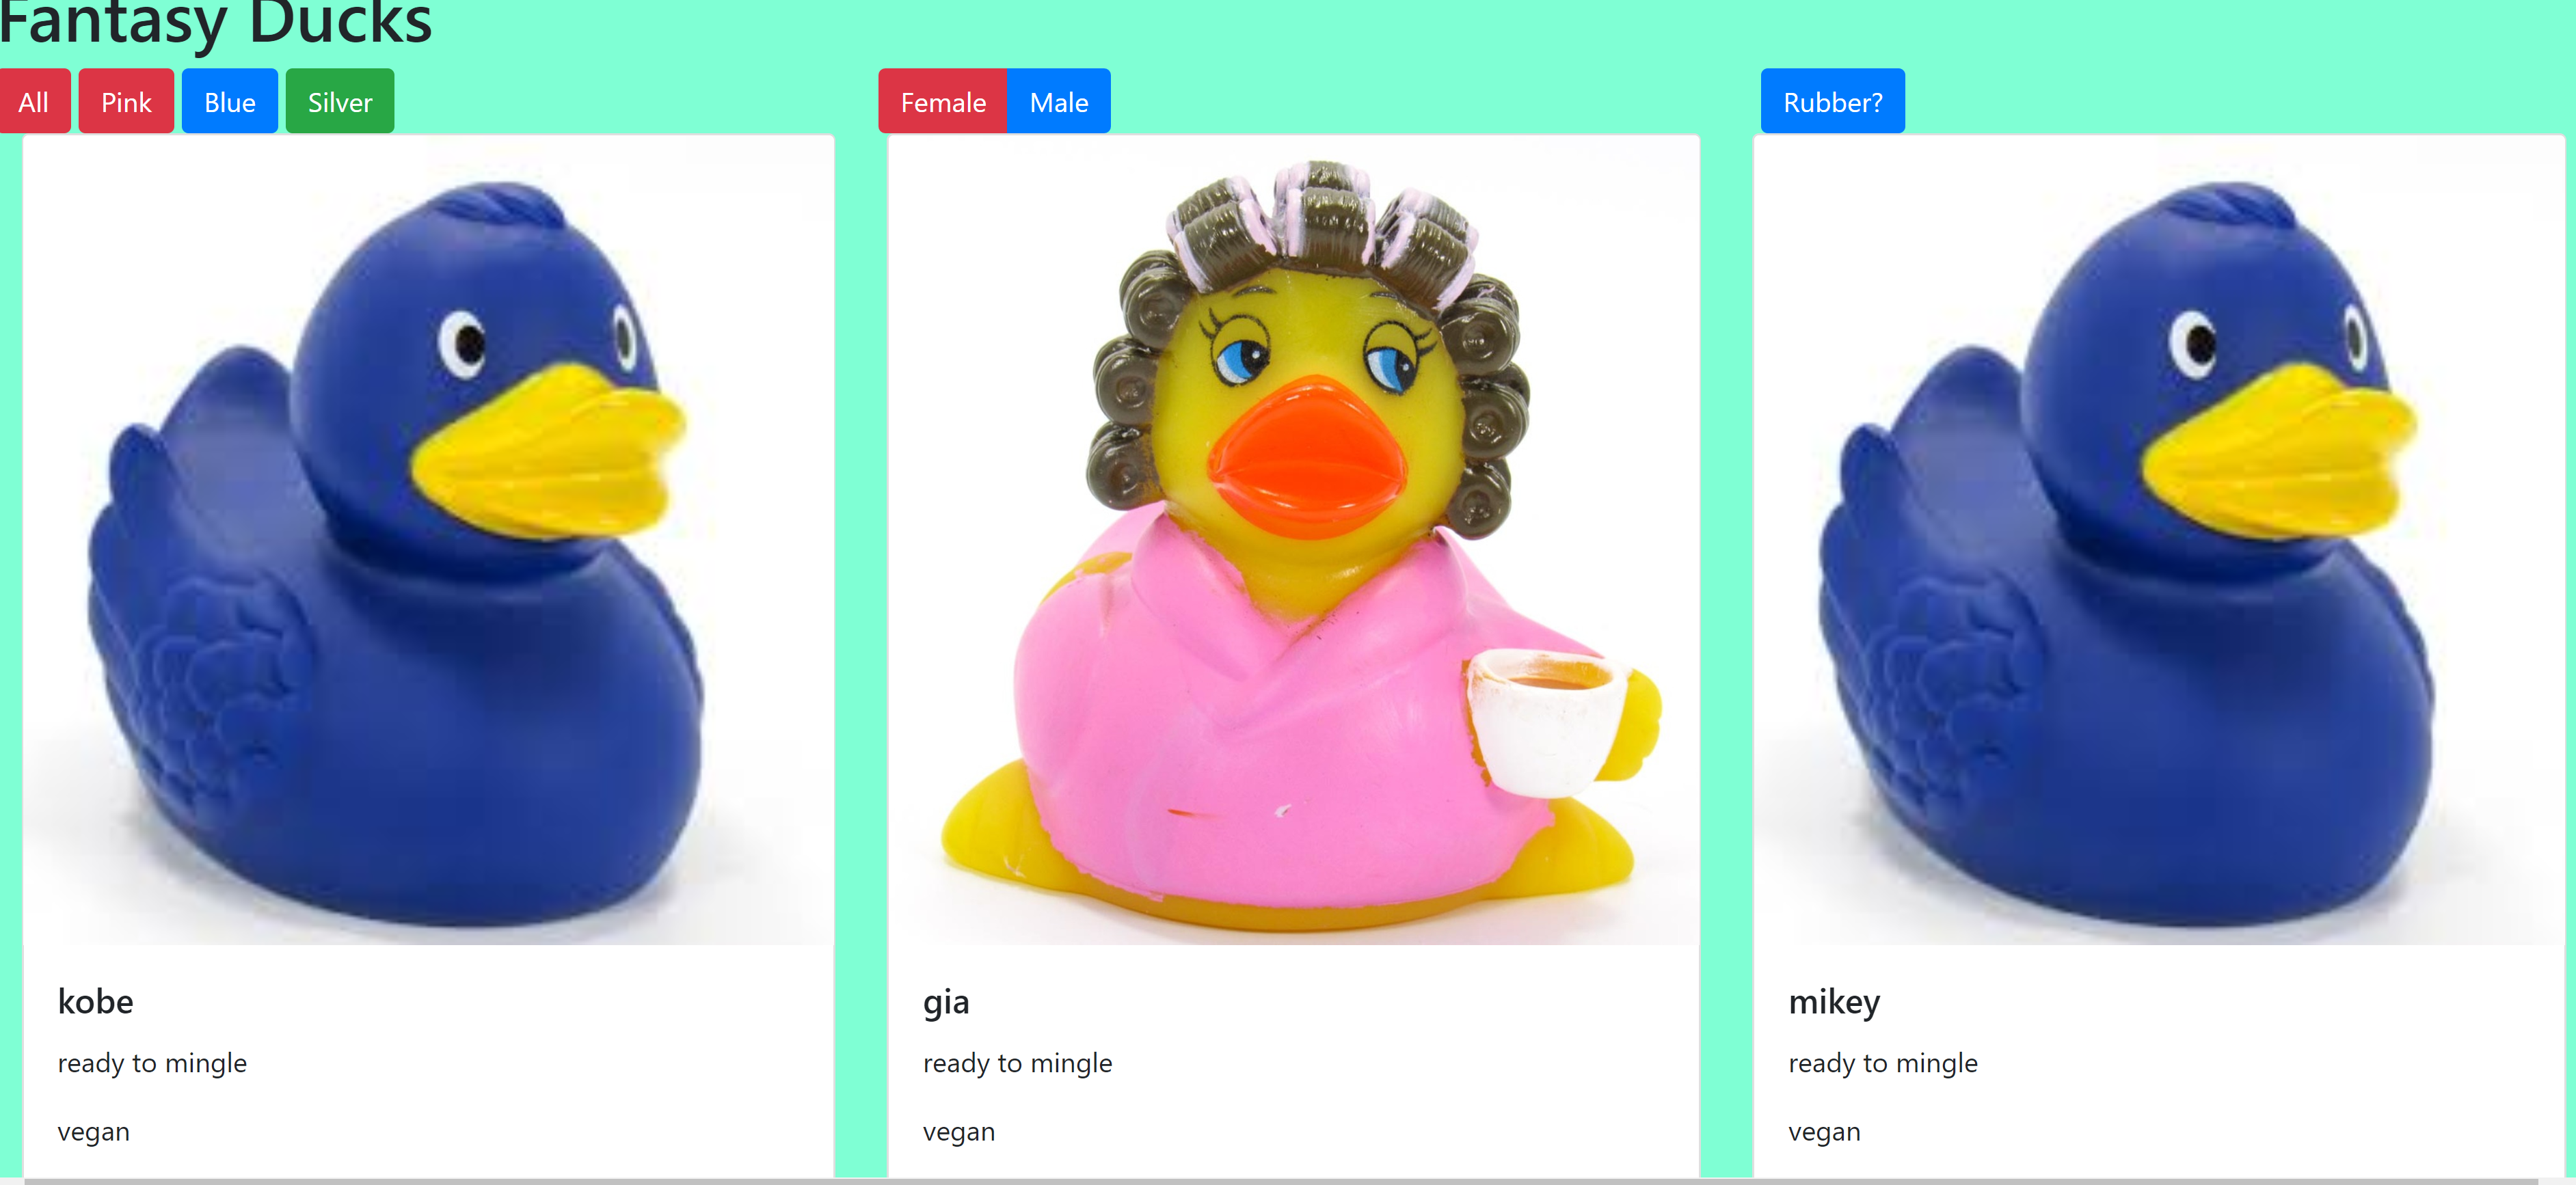 Fantasy Ducks
All Pink Blue Silver Female Male Rubber?
kobe
ready to mingle
vegan
gia
ready to mingle
vegan
mikey
ready to mingle
vegan